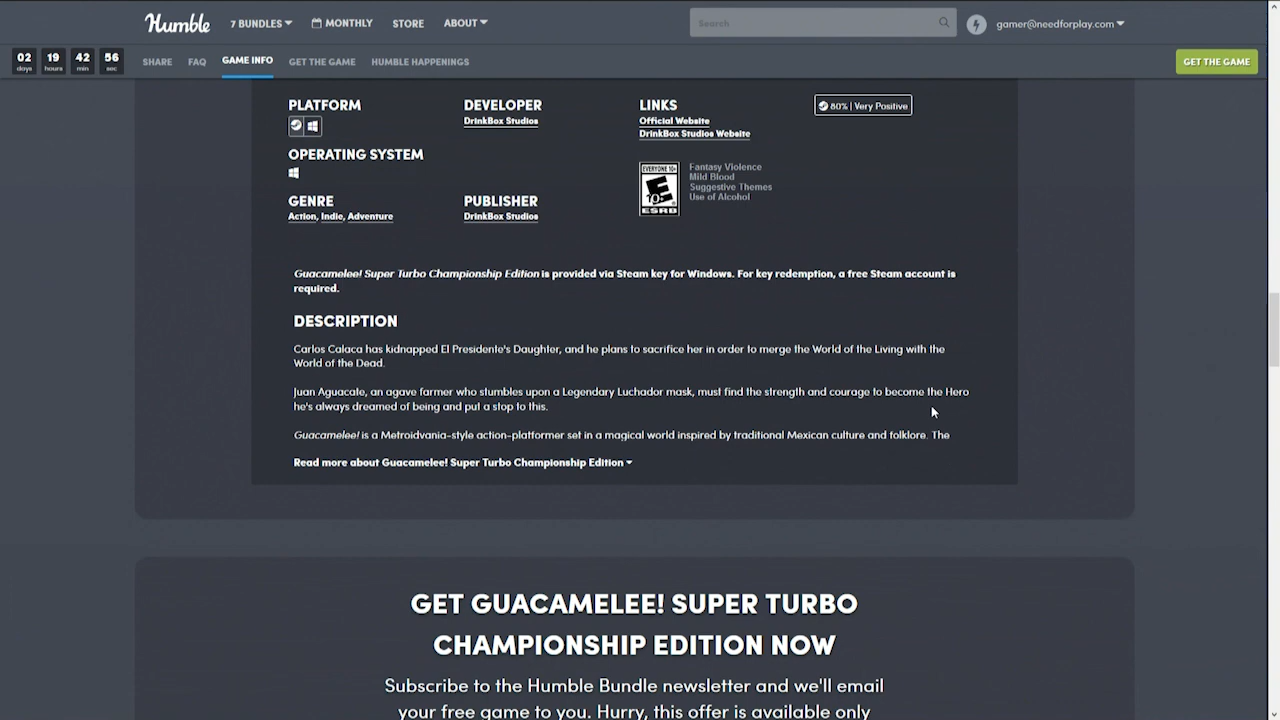 Humble
7 BUNDLES
MONTHLY
STORE
ABOUT
Search
gamer@needforplay.com
02 19 42 56
days hours min sec
SHARE
FAQ
GAME INFO
GET THE GAME
HUMBLE HAPPENINGS
GET THE GAME
PLATFORM
OPERATING SYSTEM
GENRE
Action, Indie, Adventure
DEVELOPER
DrinkBox Studios
PUBLISHER
DrinkBox Studios
LINKS
Official Website
DrinkBox Studios Website
EVERYONE 10+
E
ESRB
Fantasy Violence
Mild Blood
Suggestive Themes
Use of Alcohol
80% | Very Positive
Guacamelee! Super Turbo Championship Edition is provided via Steam key for Windows. For key redemption, a free Steam account is
required.
DESCRIPTION
Carlos Calaca has kidnapped El Presidente's Daughter, and he plans to sacrifice her in order to merge the World of the Living with the
World of the Dead.
Juan Aguacate, an agave farmer who stumbles upon a Legendary Luchador mask, must find the strength and courage to become the Hero
he's always dreamed of being and put a stop to this.
Guacamelee! is a Metroidvania-style action-platformer set in a magical world inspired by traditional Mexican culture and folklore. The
Read more about Guacamelee! Super Turbo Championship Edition
GET GUACAMELEE! SUPER TURBO
CHAMPIONSHIP EDITION NOW
Subscribe to the Humble Bundle newsletter and we'll email
your free game to you. Hurry, this offer is available only